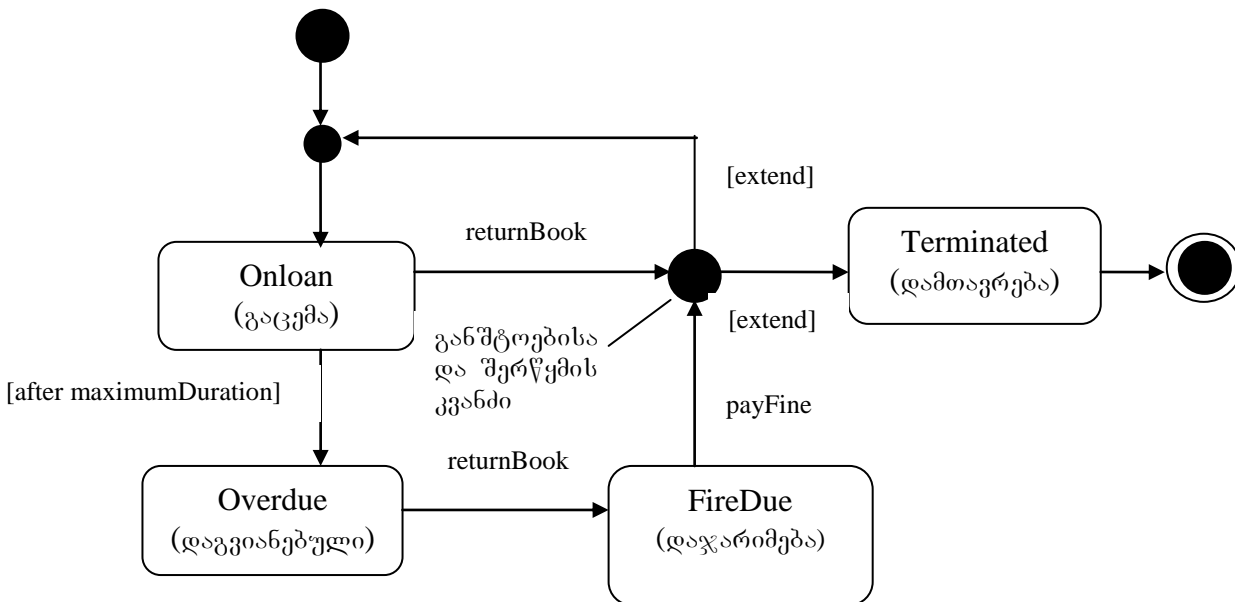 [extend]
returnBook
Terminated
(დამთავრება)
Onloan
(გაცემა)
[extend]
განშტოებისა
და შერწყმის
კვანძი
[after maximumDuration]
payFine
returnBook
Overdue
(დაგვიანებული)
FireDue
(დაჯარიმება)